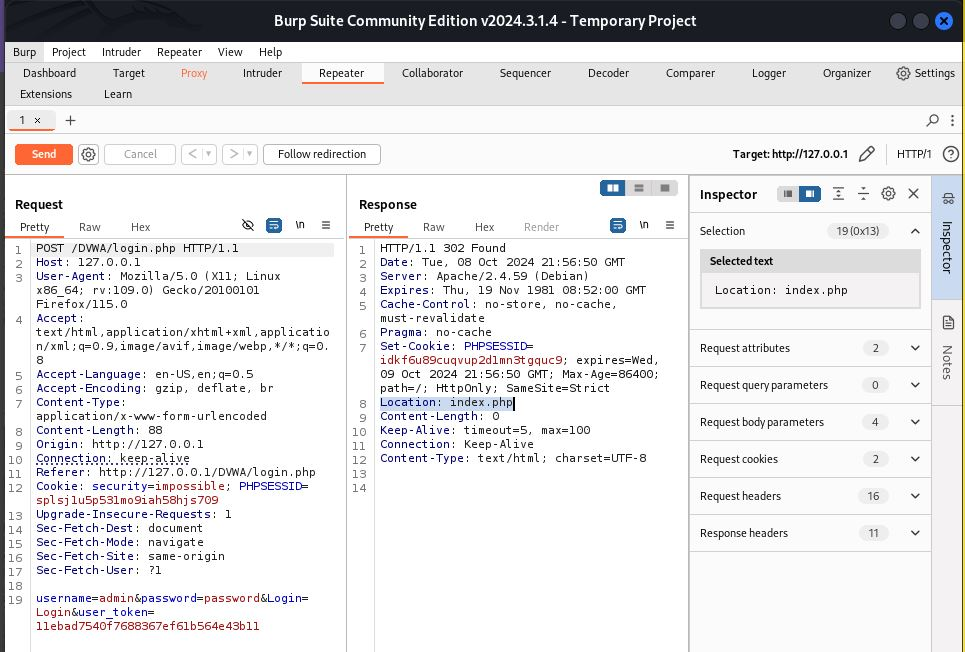 Burp Suite Community Edition v2024.3.1.4 - Temporary Project
Burp Project Intruder Repeater View Help
Dashboard Target Proxy Intruder Repeater Collaborator Sequencer Decoder Comparer Logger Organizer Settings
Extensions Learn
1 × +
Send Cancel < > Follow redirection Target: http://127.0.0.1 HTTP/1 ?
Request
Pretty Raw Hex \n
1 POST /DVWA/login.php HTTP/1.1
2 Host: 127.0.0.1
3 User-Agent: Mozilla/5.0 (X11; Linux
x86_64; rv:109.0) Gecko/20100101
Firefox/115.0
4 Accept:
text/html,application/xhtml+xml,applicatio
n/xml;q=0.9,image/avif,image/webp,*/*;q=0.
8
5 Accept-Language: en-US,en;q=0.5
6 Accept-Encoding: gzip, deflate, br
7 Content-Type:
application/x-www-form-urlencoded
8 Content-Length: 88
9 Origin: http://127.0.0.1
10 Connection: keep-alive
11 Referer: http://127.0.0.1/DVWA/login.php
12 Cookie: security=impossible; PHPSESSID=
splsj1u5p531mo9iah58hjs709
13 Upgrade-Insecure-Requests: 1
14 Sec-Fetch-Dest: document
15 Sec-Fetch-Mode: navigate
16 Sec-Fetch-Site: same-origin
17 Sec-Fetch-User: ?1
18
19 username=admin&password=password&Login=
Login&user_token=
11ebad7540f7688367ef61b564e43b11
Response
Pretty Raw Hex Render \n
1 HTTP/1.1 302 Found
2 Date: Tue, 08 Oct 2024 21:56:50 GMT
3 Server: Apache/2.4.59 (Debian)
4 Expires: Thu, 19 Nov 1981 08:52:00 GMT
5 Cache-Control: no-store, no-cache,
must-revalidate
6 Pragma: no-cache
7 Set-Cookie: PHPSESSID=
idkf6u89cuqvup2d1mn3tgquc9; expires=Wed,
09 Oct 2024 21:56:50 GMT; Max-Age=86400;
path=/; HttpOnly; SameSite=Strict
8 Location: index.php
9 Content-Length: 0
10 Keep-Alive: timeout=5, max=100
11 Connection: Keep-Alive
12 Content-Type: text/html; charset=UTF-8
13
14
Inspector
Selection 19 (0x13)
Selected text
Location: index.php
Request attributes 2
Request query parameters 0
Request body parameters 4
Request cookies 2
Request headers 16
Response headers 11
Inspector
Notes